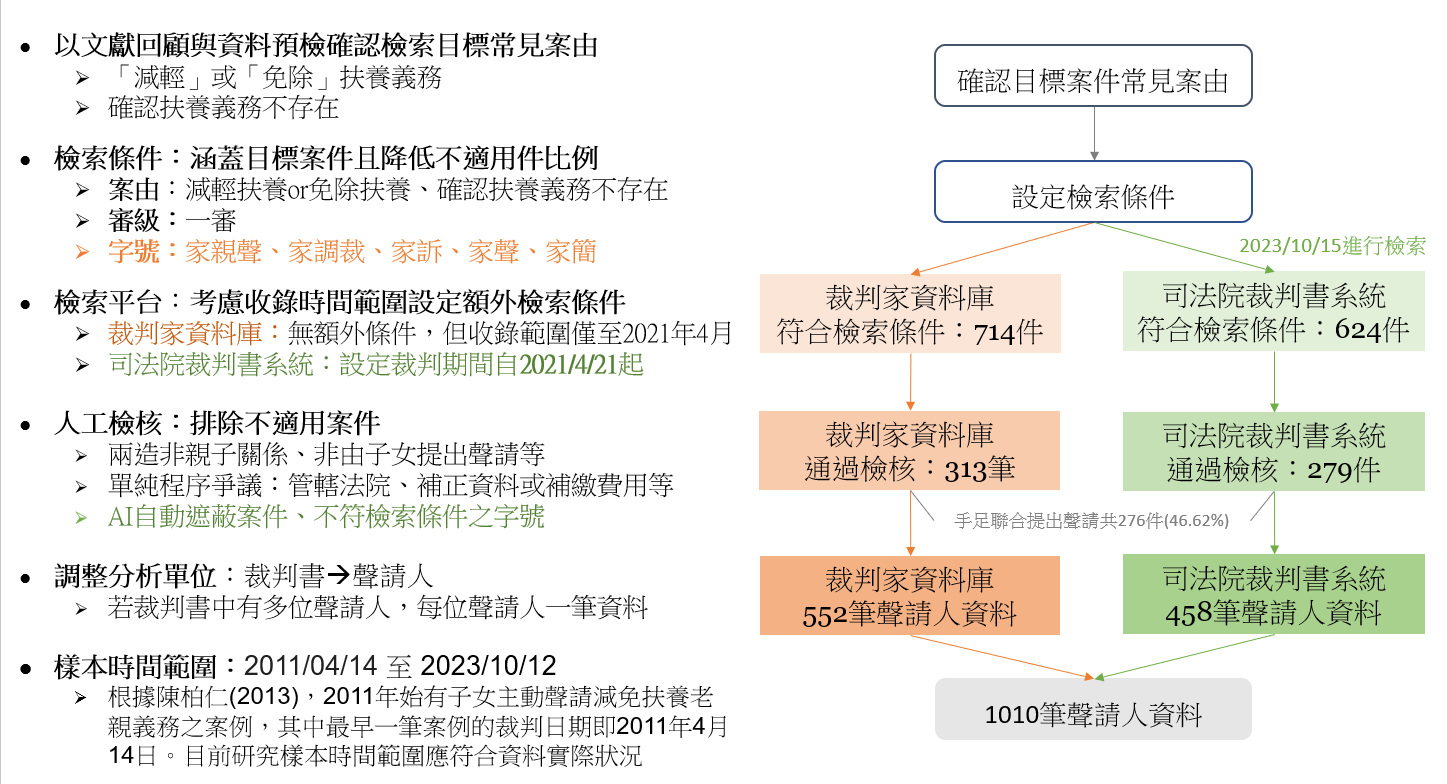 ● 以文獻回顧與資料預檢確認檢索目標常見案由
➢ 「減輕」或「免除」扶養義務
➢ 確認扶養義務不存在
● 檢索條件：涵蓋目標案件且降低不適用件比例
➢ 案由：減輕扶養or免除扶養、確認扶養義務不存在
➢ 審級：一審
➢ 字號：家親聲、家調裁、家訴、家聲、家簡
● 檢索平台：考慮收錄時間範圍設定額外檢索條件
➢ 裁判家資料庫：無額外條件，但收錄範圍僅至2021年4月
➢ 司法院裁判書系統：設定裁判期間自2021/4/21起
● 人工檢核：排除不適用案件
➢ 兩造非親子關係、非由子女提出聲請等
➢ 單純程序爭議：管轄法院、補正資料或補繳費用等
➢ AI自動遮蔽案件、不符檢索條件之字號
● 調整分析單位：裁判書→聲請人
➢ 若裁判書中有多位聲請人，每位聲請人一筆資料
● 樣本時間範圍：2011/04/14 至 2023/10/12
➢ 根據陳柏仁(2013)，2011年始有子女主動聲請減免扶養老
親義務之案例，其中最早一筆案例的裁判日期即2011年4月
14日。目前研究樣本時間範圍應符合資料實際狀況
確認目標案件常見案由
設定檢索條件
2023/10/15進行檢索
裁判家資料庫
符合檢索條件：714件
司法院裁判書系統
符合檢索條件：624件
裁判家資料庫
通過檢核：313筆
司法院裁判書系統
通過檢核：279件
手足聯合提出聲請共276件(46.62%)
裁判家資料庫
552筆聲請人資料
司法院裁判書系統
458筆聲請人資料
1010筆聲請人資料